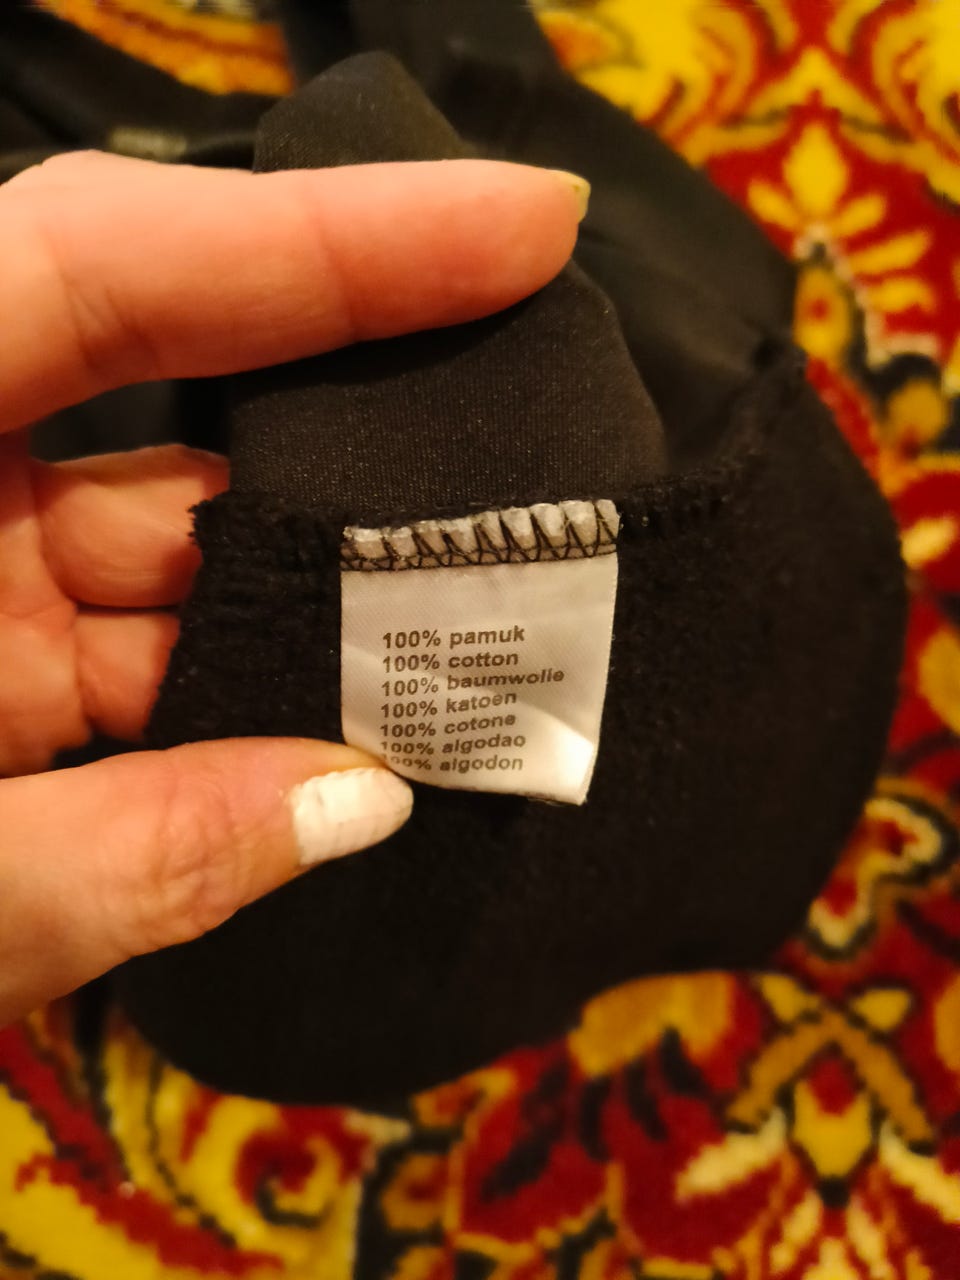 100% pamuk
100% cotton
100% baumwolle
100% katoen
100% cotone
100% algodao
100% algodon